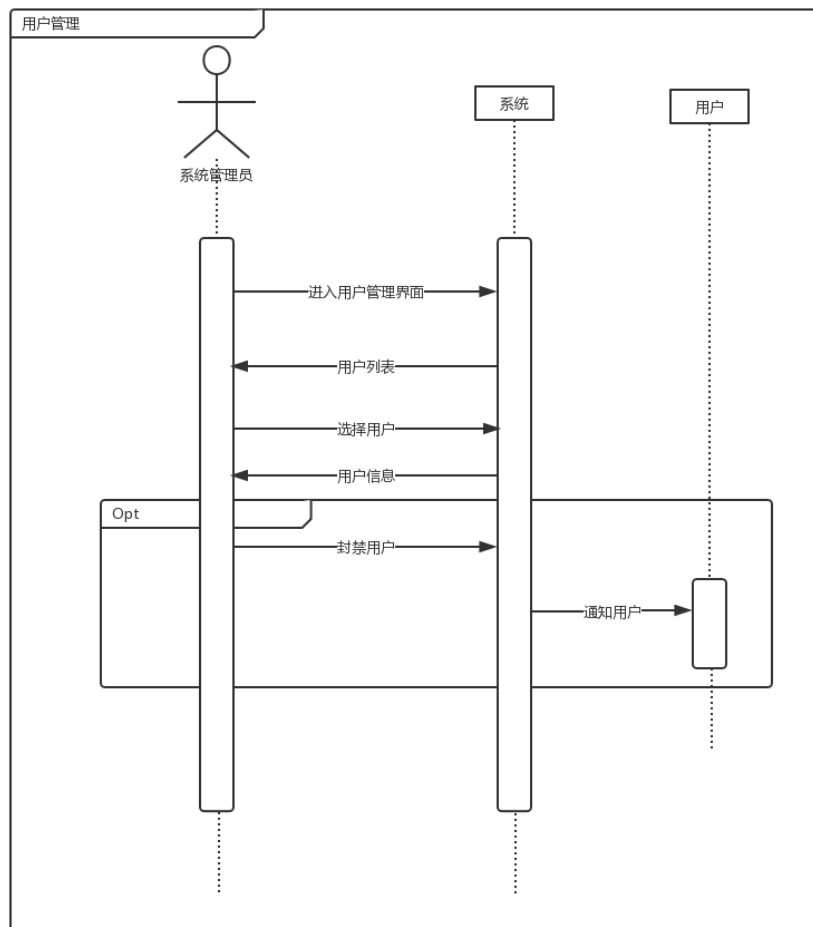 用户管理
系统
用户
系统管理员
进入用户管理界面
用户列表
选择用户
用户信息
Opt
封禁用户
通知用户